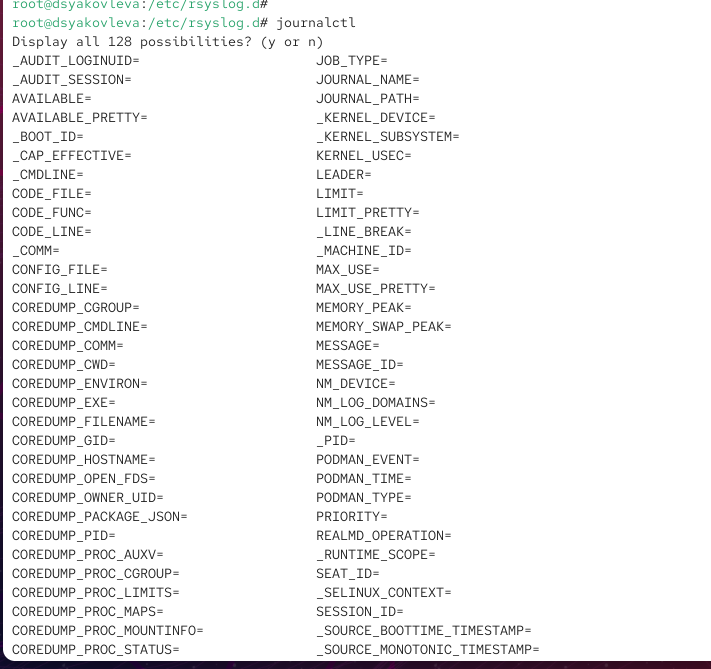 root@dsyakovleva:/etc/rsyslog.d#
root@dsyakovleva:/etc/rsyslog.d# journalctl
Display all 128 possibilities? (y or n)
_AUDIT_LOGINUID= JOB_TYPE=
_AUDIT_SESSION= JOURNAL_NAME=
AVAILABLE= JOURNAL_PATH=
AVAILABLE_PRETTY= _KERNEL_DEVICE=
_BOOT_ID= _KERNEL_SUBSYSTEM=
_CAP_EFFECTIVE= KERNEL_USEC=
_CMDLINE= LEADER=
CODE_FILE= LIMIT=
CODE_FUNC= LIMIT_PRETTY=
CODE_LINE= _LINE_BREAK=
_COMM= _MACHINE_ID=
CONFIG_FILE= MAX_USE=
CONFIG_LINE= MAX_USE_PRETTY=
COREDUMP_CGROUP= MEMORY_PEAK=
COREDUMP_CMDLINE= MEMORY_SWAP_PEAK=
COREDUMP_COMM= MESSAGE=
COREDUMP_CWD= MESSAGE_ID=
COREDUMP_ENVIRON= NM_DEVICE=
COREDUMP_EXE= NM_LOG_DOMAINS=
COREDUMP_FILENAME= NM_LOG_LEVEL=
COREDUMP_GID= _PID=
COREDUMP_HOSTNAME= PODMAN_EVENT=
COREDUMP_OPEN_FDS= PODMAN_TIME=
COREDUMP_OWNER_UID= PODMAN_TYPE=
COREDUMP_PACKAGE_JSON= PRIORITY=
COREDUMP_PID= REALMD_OPERATION=
COREDUMP_PROC_AUXV= _RUNTIME_SCOPE=
COREDUMP_PROC_CGROUP= SEAT_ID=
COREDUMP_PROC_LIMITS= _SELINUX_CONTEXT=
COREDUMP_PROC_MAPS= SESSION_ID=
COREDUMP_PROC_MOUNTINFO= _SOURCE_BOOTTIME_TIMESTAMP=
COREDUMP_PROC_STATUS= _SOURCE_MONOTONIC_TIMESTAMP=